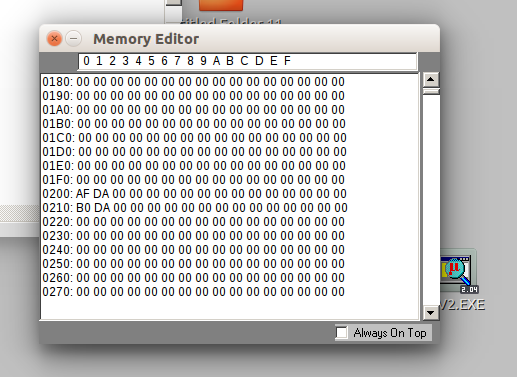 titled Folder 11
Memory Editor
0 1 2 3 4 5 6 7 8 9 A B C D E F
0180: 00 00 00 00 00 00 00 00 00 00 00 00 00 00 00 00
0190: 00 00 00 00 00 00 00 00 00 00 00 00 00 00 00 00
01A0: 00 00 00 00 00 00 00 00 00 00 00 00 00 00 00 00
01B0: 00 00 00 00 00 00 00 00 00 00 00 00 00 00 00 00
01C0: 00 00 00 00 00 00 00 00 00 00 00 00 00 00 00 00
01D0: 00 00 00 00 00 00 00 00 00 00 00 00 00 00 00 00
01E0: 00 00 00 00 00 00 00 00 00 00 00 00 00 00 00 00
01F0: 00 00 00 00 00 00 00 00 00 00 00 00 00 00 00 00
0200: AF DA 00 00 00 00 00 00 00 00 00 00 00 00 00 00
0210: B0 DA 00 00 00 00 00 00 00 00 00 00 00 00 00 00
0220: 00 00 00 00 00 00 00 00 00 00 00 00 00 00 00 00
0230: 00 00 00 00 00 00 00 00 00 00 00 00 00 00 00 00
0240: 00 00 00 00 00 00 00 00 00 00 00 00 00 00 00 00
0250: 00 00 00 00 00 00 00 00 00 00 00 00 00 00 00 00
0260: 00 00 00 00 00 00 00 00 00 00 00 00 00 00 00 00
0270: 00 00 00 00 00 00 00 00 00 00 00 00 00 00 00 00
µ
2.04
V2.EXE
Always On Top